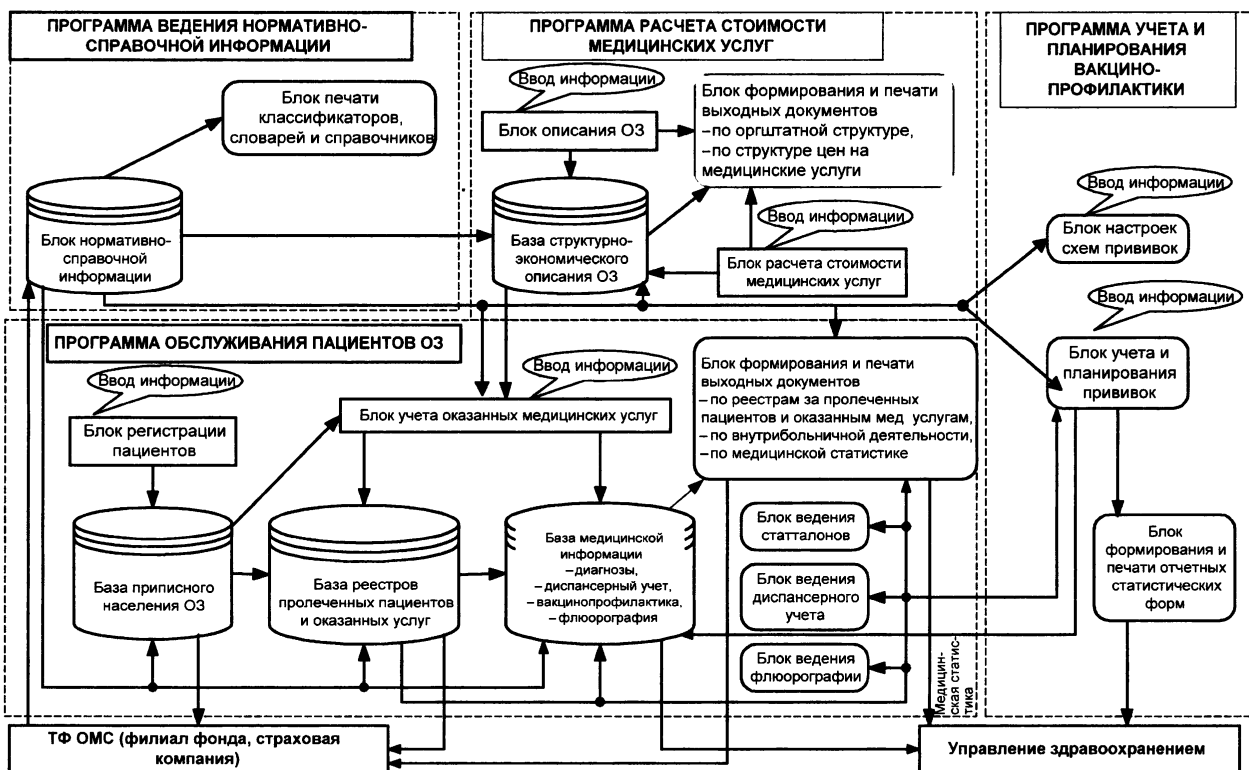 ПРОГРАММА ВЕДЕНИЯ НОРМАТИВНО-
СПРАВОЧНОЙ ИНФОРМАЦИИ
Блок печати
классификаторов,
словарей и справочников
Блок нормативно-
справочной
информации
ПРОГРАММА РАСЧЕТА СТОИМОСТИ
МЕДИЦИНСКИХ УСЛУГ
Ввод информации
Блок описания ОЗ
Блок формирования и печати
выходных документов
–по оргштатной структуре,
–по структуре цен на
медицинские услуги
База структурно-
экономического
описания ОЗ
Ввод информации
Блок расчета стоимости
медицинских услуг
ПРОГРАММА УЧЕТА И
ПЛАНИРОВАНИЯ
ВАКЦИНО-
ПРОФИЛАКТИКИ
Ввод информации
Блок настроек
схем прививок
Ввод информации
Блок учета и
планирования
прививок
Блок
формирования и
печати отчетных
статистических
форм
ПРОГРАММА ОБСЛУЖИВАНИЯ ПАЦИЕНТОВ ОЗ
Ввод информации
Блок регистрации
пациентов
Ввод информации
Блок учета оказанных медицинских услуг
Блок формирования и печати
выходных документов
– по реестрам за пролеченных
пациентов и оказанным мед услугам,
– по внутрибольничной деятельности,
– по медицинской статистике
База приписного
населения ОЗ
База реестров
пролеченных пациентов
и оказанных услуг
База медицинской
информации
–диагнозы,
–диспансерный учет,
–вакцинопрофилактика,
–флюорография
Блок ведения
статталонов
Блок ведения
диспансерного
учета
Блок ведения
флюорографии
Медицин-
ская статис-
тика
ТФ ОМС (филиал фонда, страховая
компания)
Управление здравоохранением